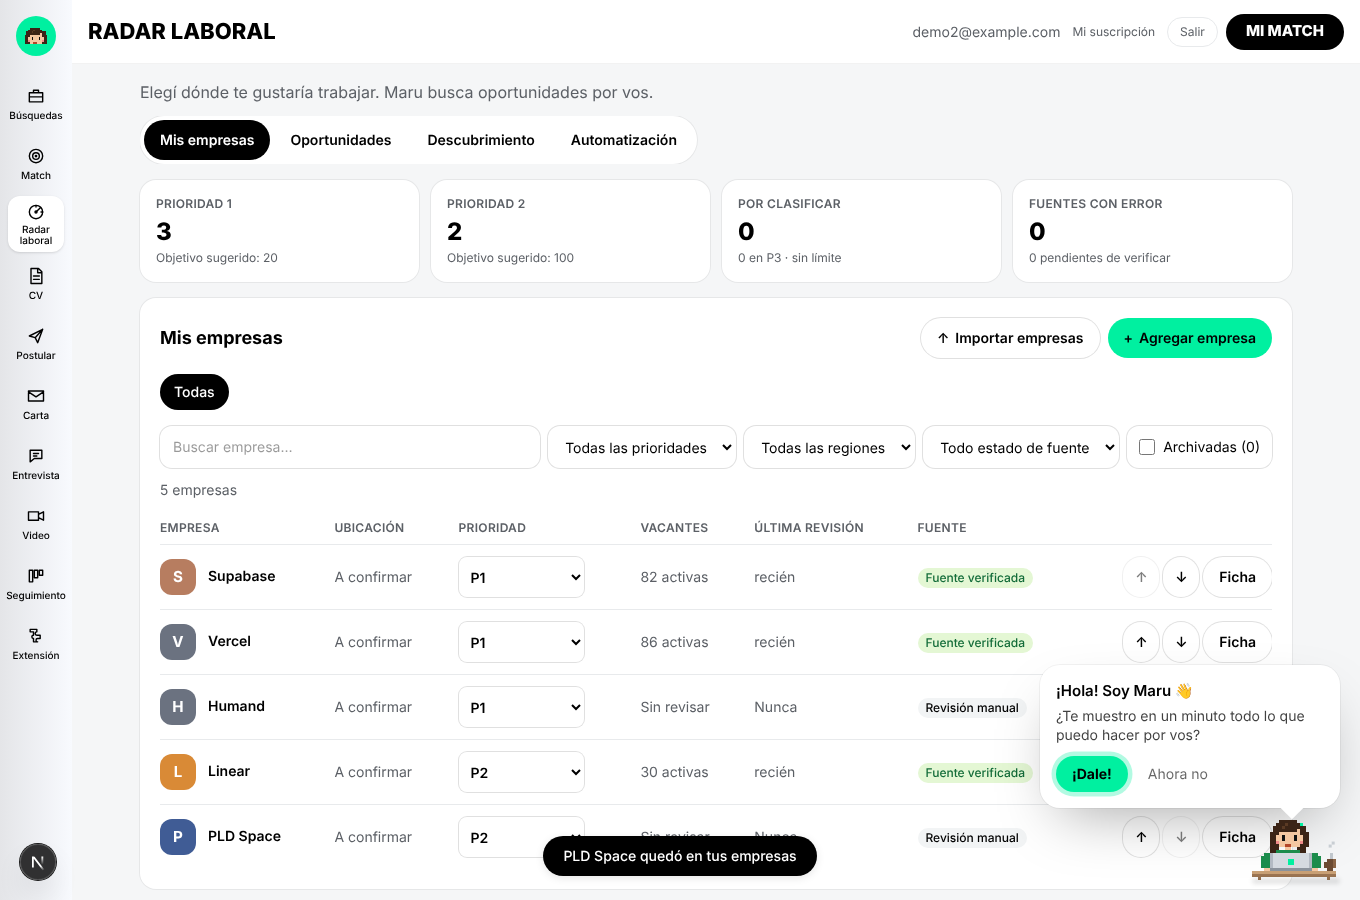 RADAR LABORAL
demo2@example.com
Mi suscripción
Salir
MI MATCH
Búsquedas
Match
Radar
laboral
CV
Postular
Carta
Entrevista
Video
Seguimiento
Extensión
N
Elegí dónde te gustaría trabajar. Maru busca oportunidades por vos.
Mis empresas
Oportunidades
Descubrimiento
Automatización
PRIORIDAD 1
3
Objetivo sugerido: 20
PRIORIDAD 2
2
Objetivo sugerido: 100
POR CLASIFICAR
0
0 en P3 · sin límite
FUENTES CON ERROR
0
0 pendientes de verificar
Mis empresas
↑ Importar empresas
+ Agregar empresa
Todas
Buscar empresa...
Todas las prioridades
Todas las regiones
Todo estado de fuente
Archivadas (0)
5 empresas
EMPRESA UBICACIÓN PRIORIDAD VACANTES ÚLTIMA REVISIÓN FUENTE
S Supabase A confirmar P1 82 activas recién Fuente verificada ↑ ↓ Ficha
V Vercel A confirmar P1 86 activas recién Fuente verificada ↑ ↓ Ficha
H Humand A confirmar P1 Sin revisar Nunca Revisión manual
L Linear A confirmar P2 30 activas recién Fuente verificada
P PLD Space A confirmar P2 Sin revisar Nunca Revisión manual ↑ ↓ Ficha
¡Hola! Soy Maru 👋
¿Te muestro en un minuto todo lo que
puedo hacer por vos?
¡Dale!
Ahora no
PLD Space quedó en tus empresas